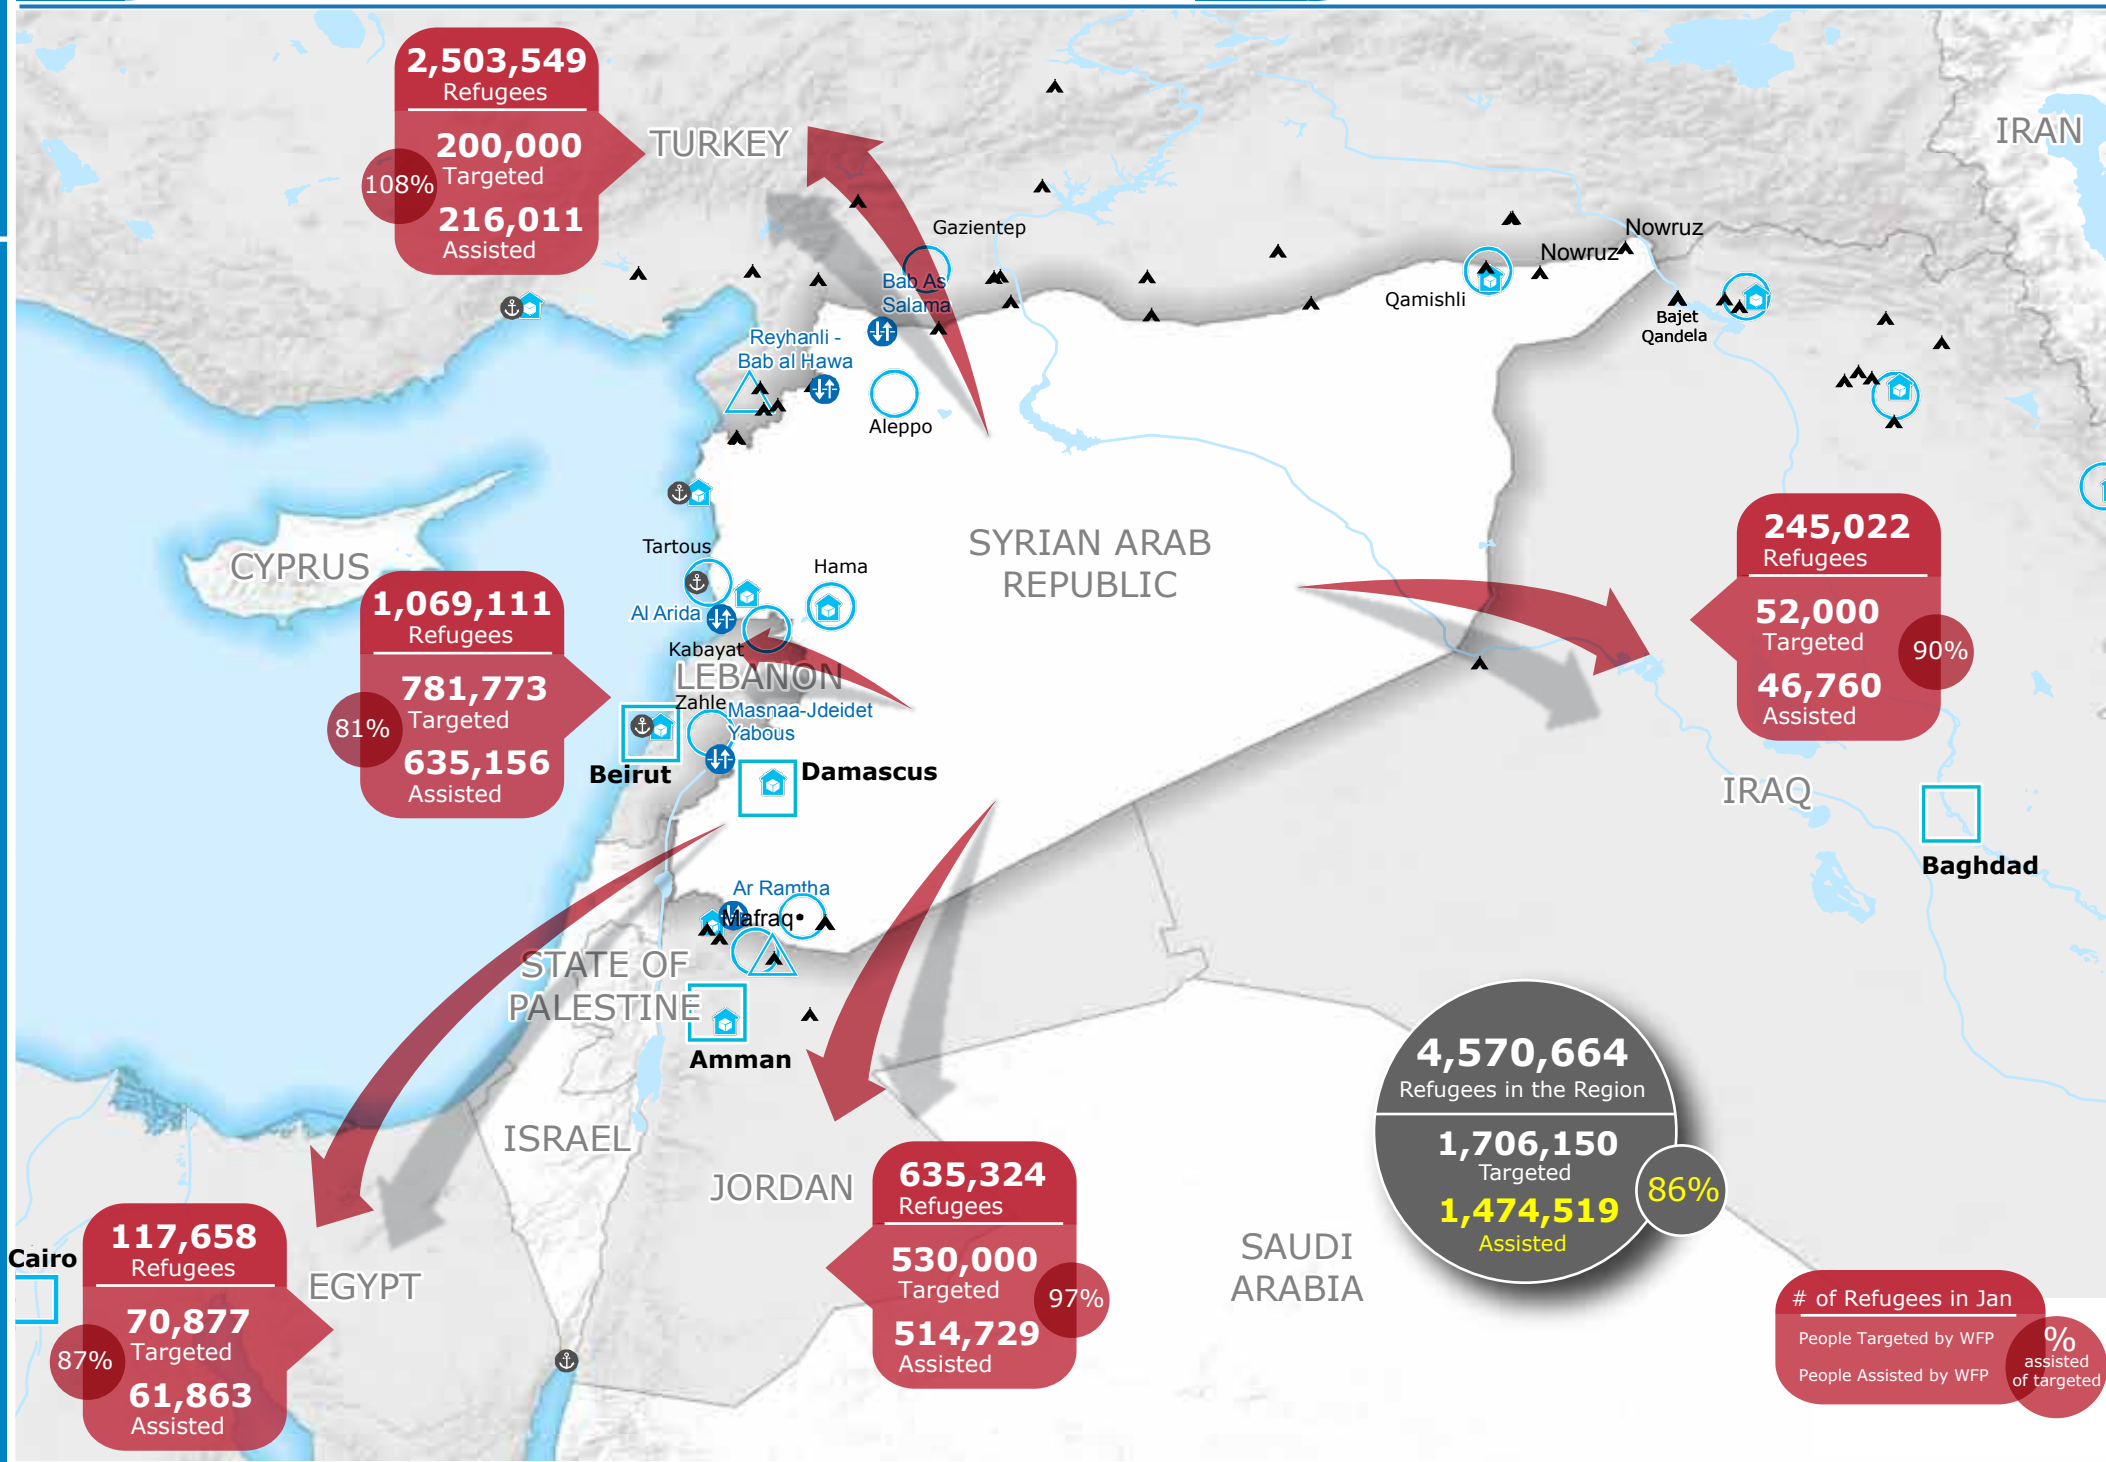 2,503,549
Refugees
200,000
Targeted
108%
216,011
Assisted
TURKEY
IRAN
Gazientep
Bab As
Salama
Reyhanli -
Bab al Hawa
Aleppo
Nowruz
Nowruz
Qamishli
Bajet
Qandela
CYPRUS
SYRIAN ARAB
REPUBLIC
Tartous
Hama
Al Arida
Kabayat
LEBANON
Zahle
Masnaa-Jdeidet
Yabous
Beirut
Damascus
1,069,111
Refugees
781,773
Targeted
81%
635,156
Assisted
245,022
Refugees
52,000
Targeted
90%
46,760
Assisted
IRAQ
Baghdad
Ar Ramtha
Mafraq
STATE OF
PALESTINE
Amman
ISRAEL
JORDAN
4,570,664
Refugees in the Region
1,706,150
Targeted
1,474,519
Assisted
86%
635,324
Refugees
530,000
Targeted
97%
514,729
Assisted
SAUDI
ARABIA
Cairo
117,658
Refugees
70,877
Targeted
87%
61,863
Assisted
EGYPT
# of Refugees in Jan
People Targeted by WFP
People Assisted by WFP
%
assisted
of targeted